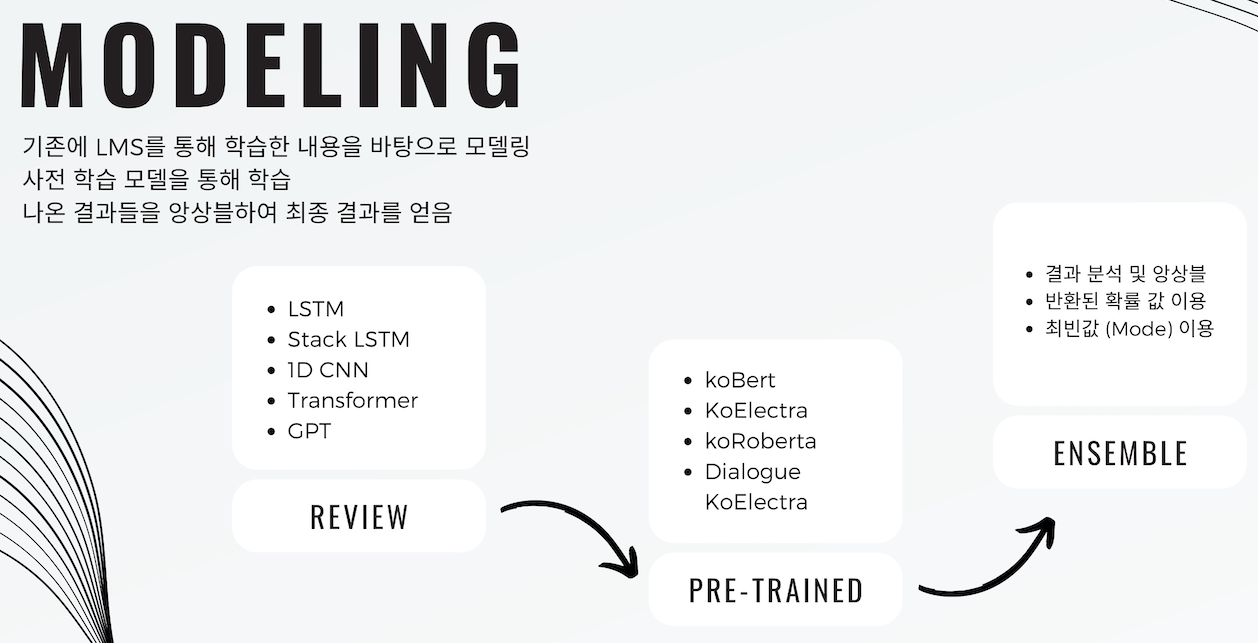 MODELING
기존에 LMS를 통해 학습한 내용을 바탕으로 모델링
사전 학습 모델을 통해 학습
나온 결과들을 앙상블하여 최종 결과를 얻음
• LSTM
• Stack LSTM
• 1D CNN
• Transformer
• GPT
REVIEW
• koBert
• KoElectra
• koRoberta
• Dialogue
KoElectra
PRE-TRAINED
• 결과 분석 및 앙상블
• 반환된 확률 값 이용
• 최빈값 (Mode) 이용
ENSEMBLE